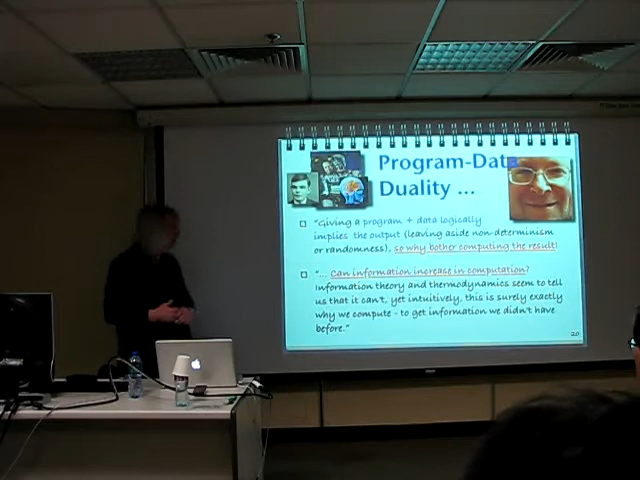 Program-Data
Duality ...
"Giving a program + data logically
implies the output (leaving aside non-determinism
or randomness), so why bother computing the result!
"... Can information increase in computation?
Information theory and thermodynamics seem to tell
us that it can't, yet intuitively, this is surely exactly
why we compute - to get information we didn't have
before."
20